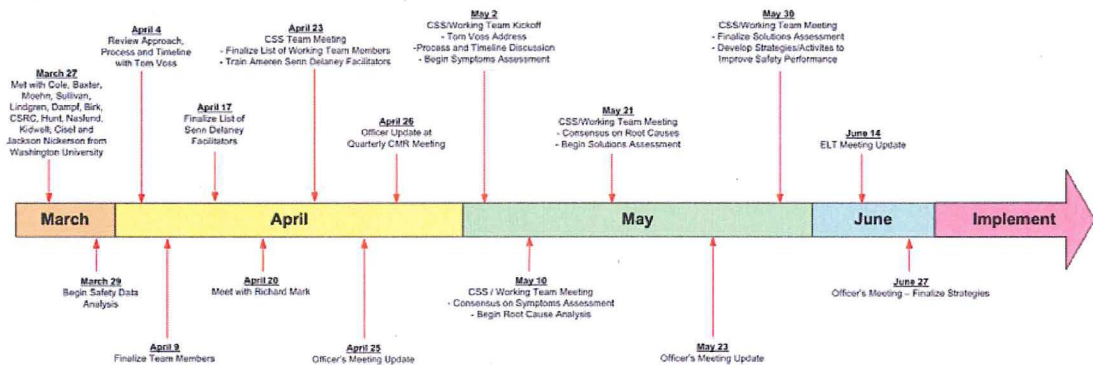 March 27
Met with Cole, Baxter,
Moehn, Sullivan,
Lindgren, Dampf, Birk,
CSRC, Hunt, Naslund,
Kidwell, Gisel and
Jackson Nickerson from
Washington University
April 4
Review Approach,
Process and Timeline
with Tom Voss
April 17
Finalize List of
Senn Delaney
Facilitators
April 23
CSS Team Meeting
- Finalize List of Working Team Members
- Train Ameren Senn Delaney Facilitators
April 26
Officer Update at
Quarterly CMR Meeting
May 2
CSS/Working Team Kickoff
- Tom Voss Address
-Process and Timeline Discussion
- Begin Symptoms Assessment
May 21
CSS/Working Team Meeting
- Consensus on Root Causes
- Begin Solutions Assessment
May 30
CSS/Working Team Meeting
- Finalize Solutions Assessment
- Develop Strategies/Activites to
Improve Safety Performance
June 14
ELT Meeting Update
March
April
May
June
Implement
March 29
Begin Safety Data
Analysis
April 9
Finalize Team Members
April 20
Meet with Richard Mark
April 25
Officer's Meeting Update
May 10
CSS / Working Team Meeting
- Consensus on Symptoms Assessment
- Begin Root Cause Analysis
May 23
Officer's Meeting Update
June 27
Officer's Meeting – Finalize Strategies